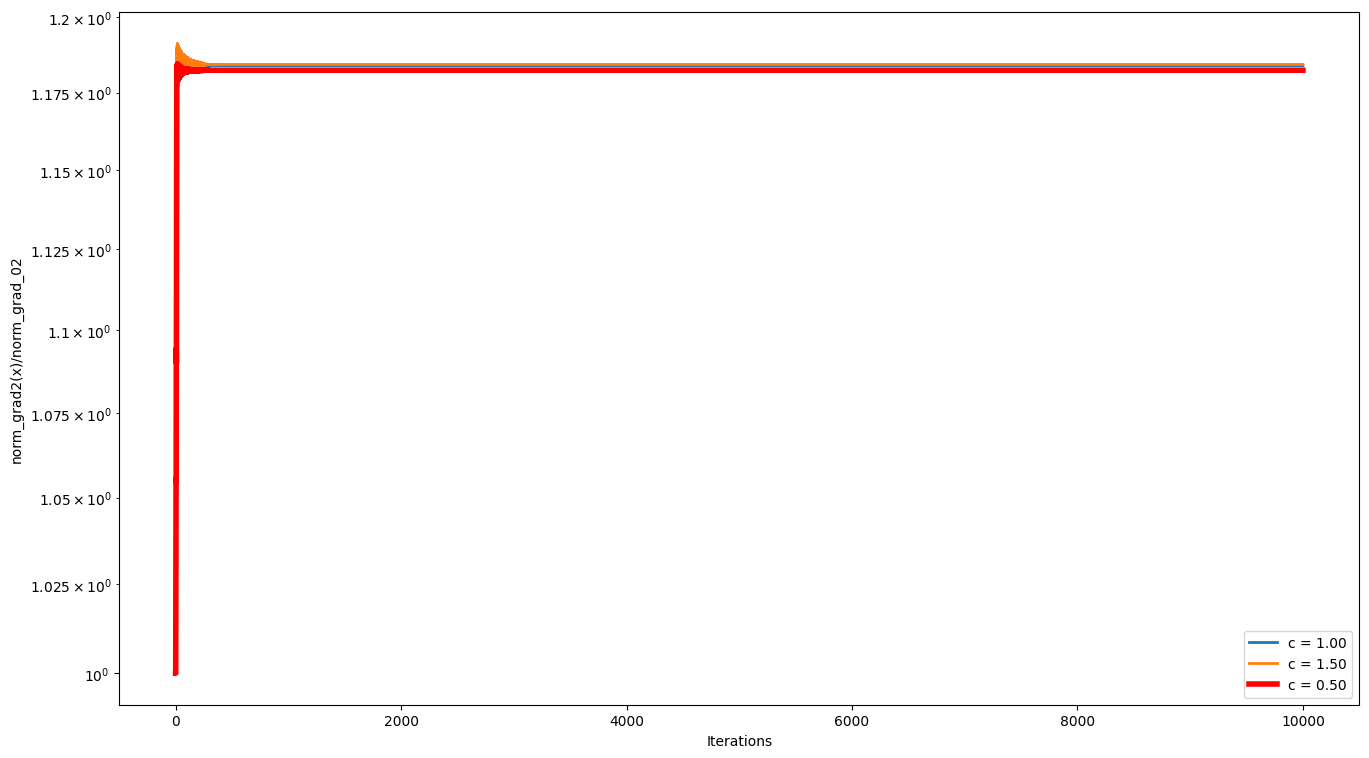 1.2 × 10⁰
1.175 × 10⁰
1.15 × 10⁰
1.125 × 10⁰
1.1 × 10⁰
1.075 × 10⁰
1.05 × 10⁰
1.025 × 10⁰
10⁰
norm_grad2(x)/norm_grad_02
0 2000 4000 6000 8000 10000
Iterations
c = 1.00
c = 1.50
c = 0.50